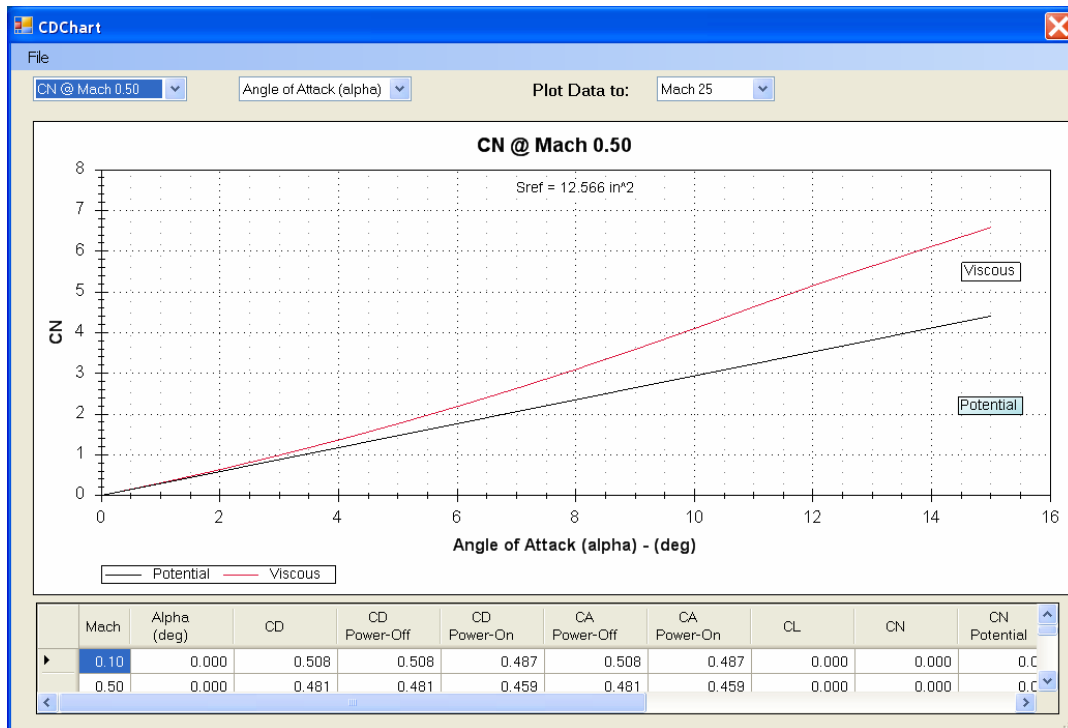 CDChart
File
CN @ Mach 0.50 Angle of Attack (alpha) Plot Data to: Mach 25
CN @ Mach 0.50
Sref = 12.566 in^2
8
7
6
5
4
3
2
1
0
CN
Viscous
Potential
0 2 4 6 8 10 12 14 16
Angle of Attack (alpha) - (deg)
Potential Viscous
Mach Alpha (deg) CD CD Power-Off CD Power-On CA Power-Off CA Power-On CL CN CN Potential
0.10 0.000 0.508 0.508 0.487 0.508 0.487 0.000 0.000
0.50 0.000 0.481 0.481 0.459 0.481 0.459 0.000 0.000